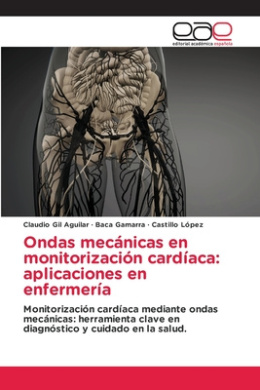 eae
editorial académica española
Claudio Gil Aguilar · Baca Gamarra · Castillo López
Ondas mecánicas en
monitorización cardíaca:
aplicaciones en
enfermería
Monitorización cardíaca mediante ondas
mecánicas: herramienta clave en
diagnóstico y cuidado en la salud.